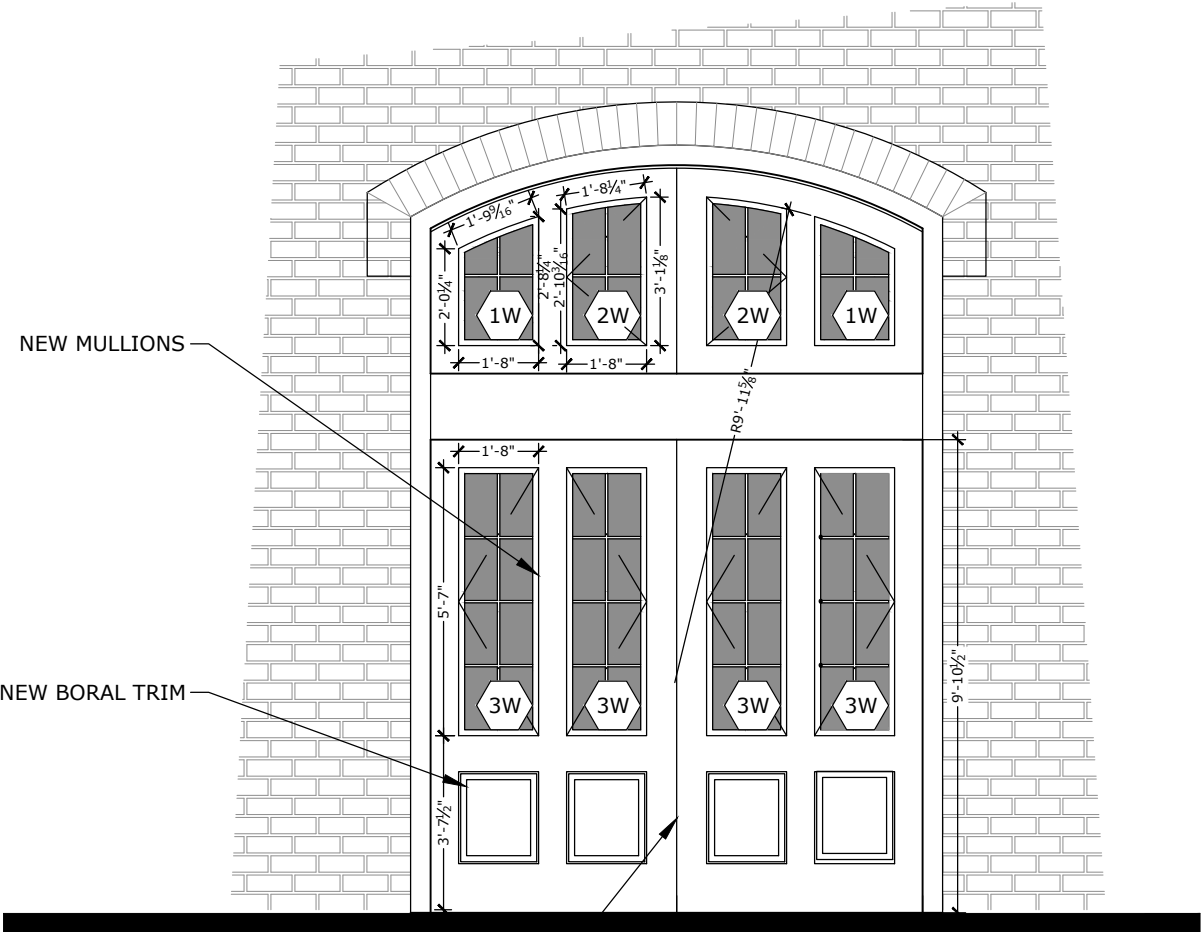 1'-8¼"
1'-9⁹⁄₁₆"
2'-0¼"
2'-8¼"
2'-10³⁄₁₆"
3'-1⅛"
1W
2W
2W
1W
NEW MULLIONS
1'-8"
1'-8"
R9'-11⅝"
1'-8"
5'-7"
NEW BORAL TRIM
3W
3W
3W
3W
9'-10½"
3'-7½"